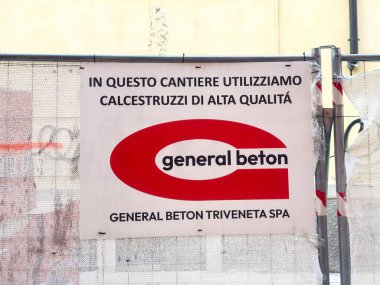 IN QUESTO CANTIERE UTILIZZIAMO
CALCESTRUZZI DI ALTA QUALITÁ
general beton
GENERAL BETON TRIVENETA SPA